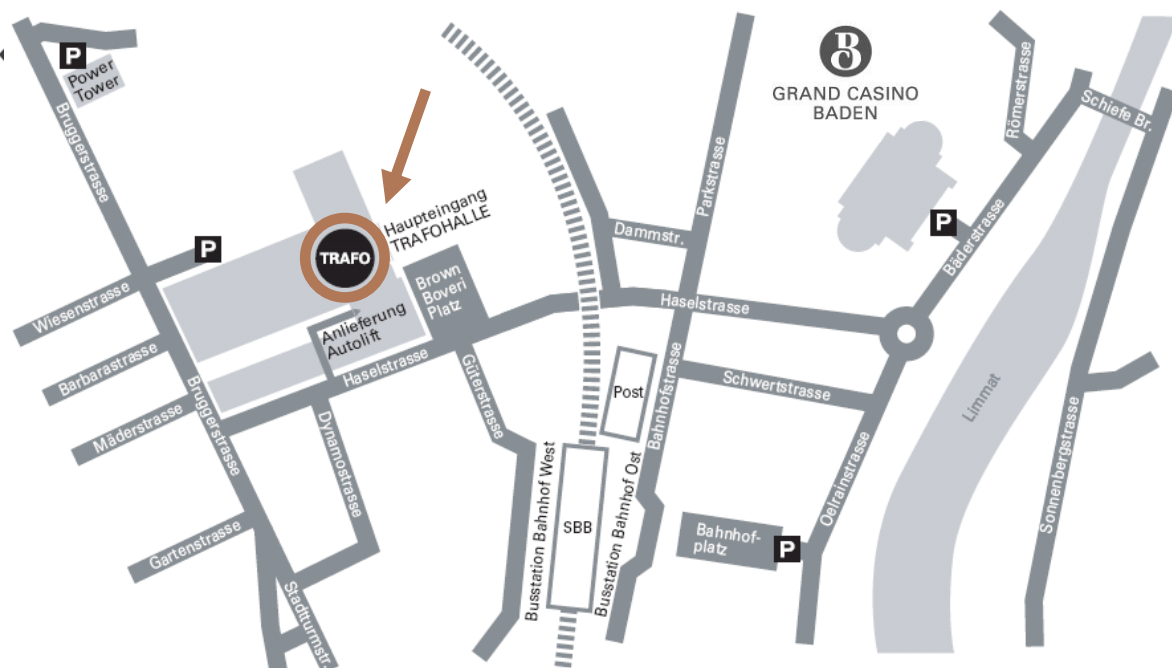 P
Power
Tower
Bruggerstrasse
GRAND CASINO
BADEN
Römerstrasse
Schiefe Br.
Parkstrasse
Haupteingang
TRAFOHALLE
P
TRAFO
Dammstr.
P
Bäderstrasse
Brown
Boveri
Platz
Wiesenstrasse
Haselstrasse
Anlieferung
Autolift
Barbarastrasse
Haselstrasse
Güterstrasse
Post
Bahnhofstrasse
Schwertstrasse
Limmat
Mäderstrasse
Bruggerstrasse
Dynamostrasse
Busstation Bahnhof West
SBB
Busstation Bahnhof Ost
Bahnhof-
platz
P
Oelrainstrasse
Sonnenbergstrasse
Gartenstrasse
Stadtturmstr.